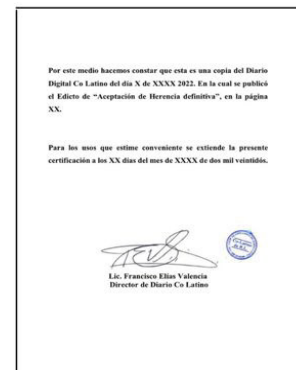 Por este medio hacemos constar que esta es una copia del Diario
Digital Co Latino del día X de XXXX 2022. En la cual se publicó
el Edicto de “Aceptación de Herencia definitiva”, en la página
XX.
Para los usos que estime conveniente se extiende la presente
certificación a los XX días del mes de XXXX de dos mil veintidós.
Lic. Francisco Elías Valencia
Director de Diario Co Latino